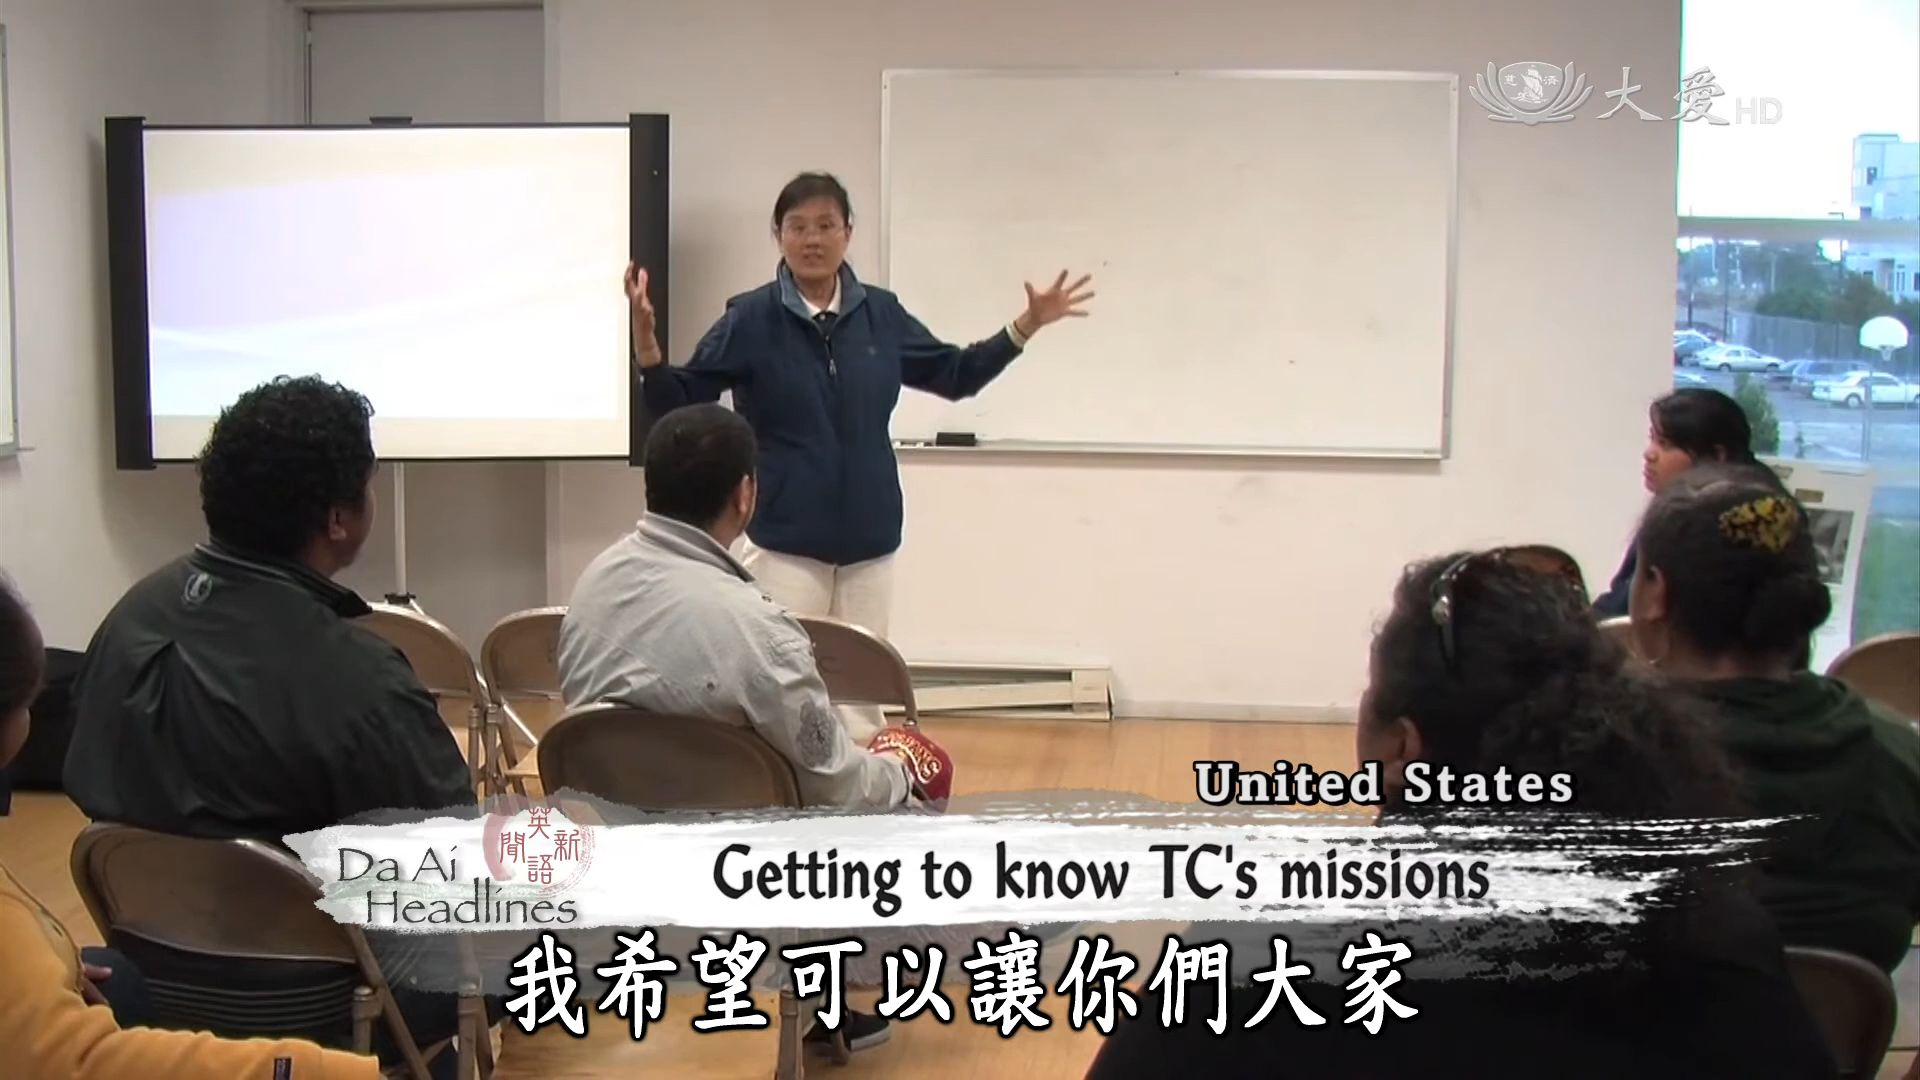 大愛HD
United States
英語新聞
Da Ai
Headlines
Getting to know TC's missions
我希望可以讓你們大家